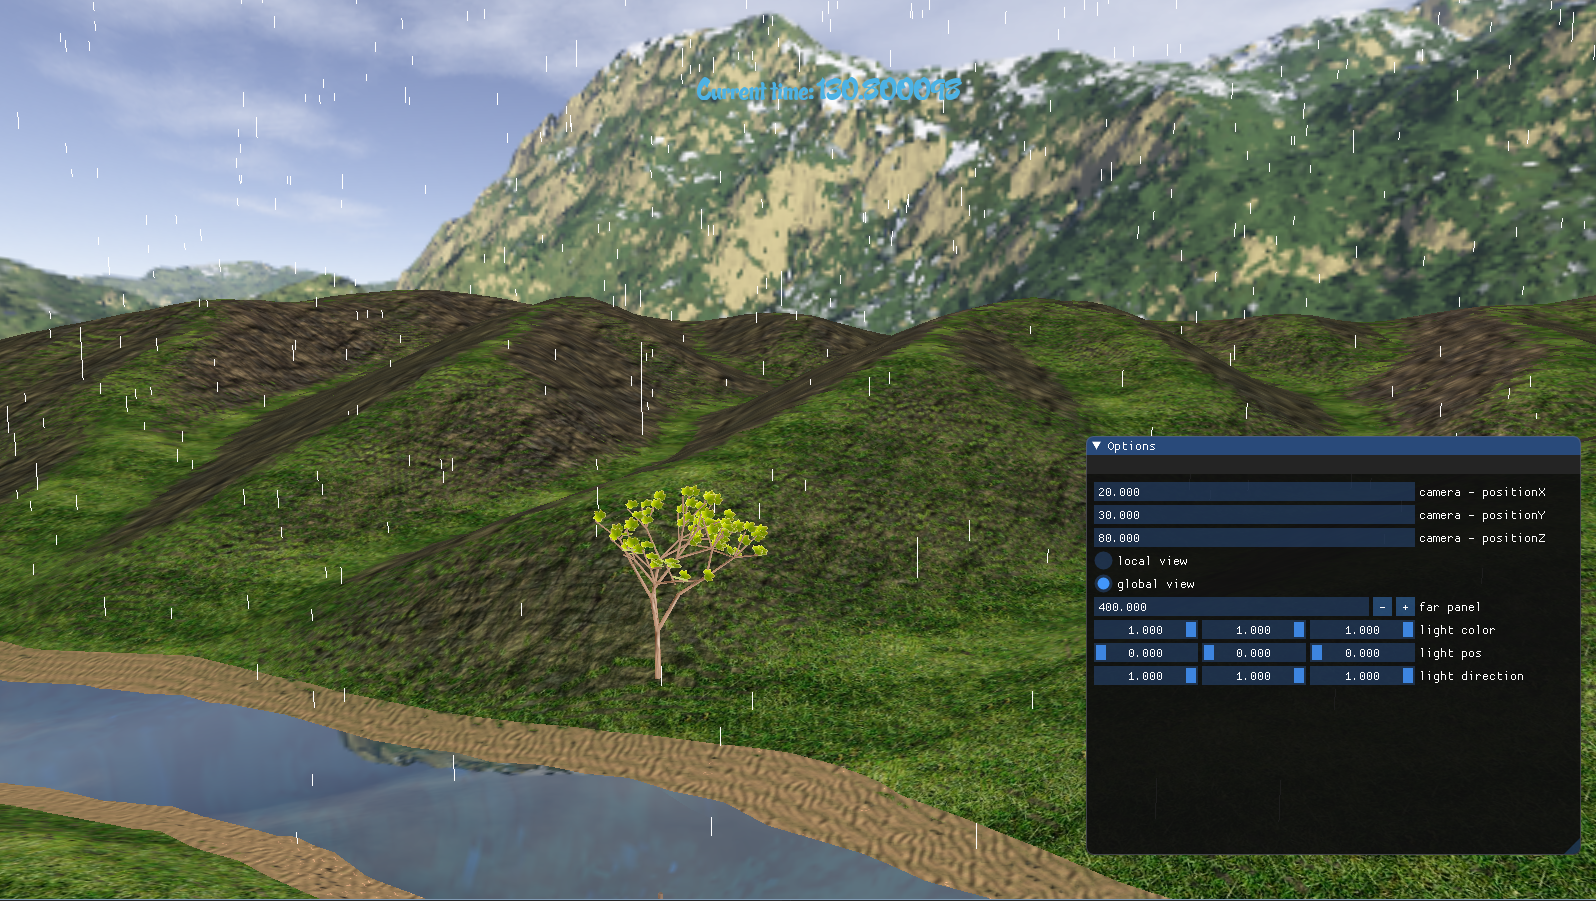 Current time: 130.300093
Options
20.000 camera - positionX
30.000 camera - positionY
80.000 camera - positionZ
local view
global view
400.000 - + far panel
1.000 1.000 1.000 light color
0.000 0.000 0.000 light pos
1.000 1.000 1.000 light direction